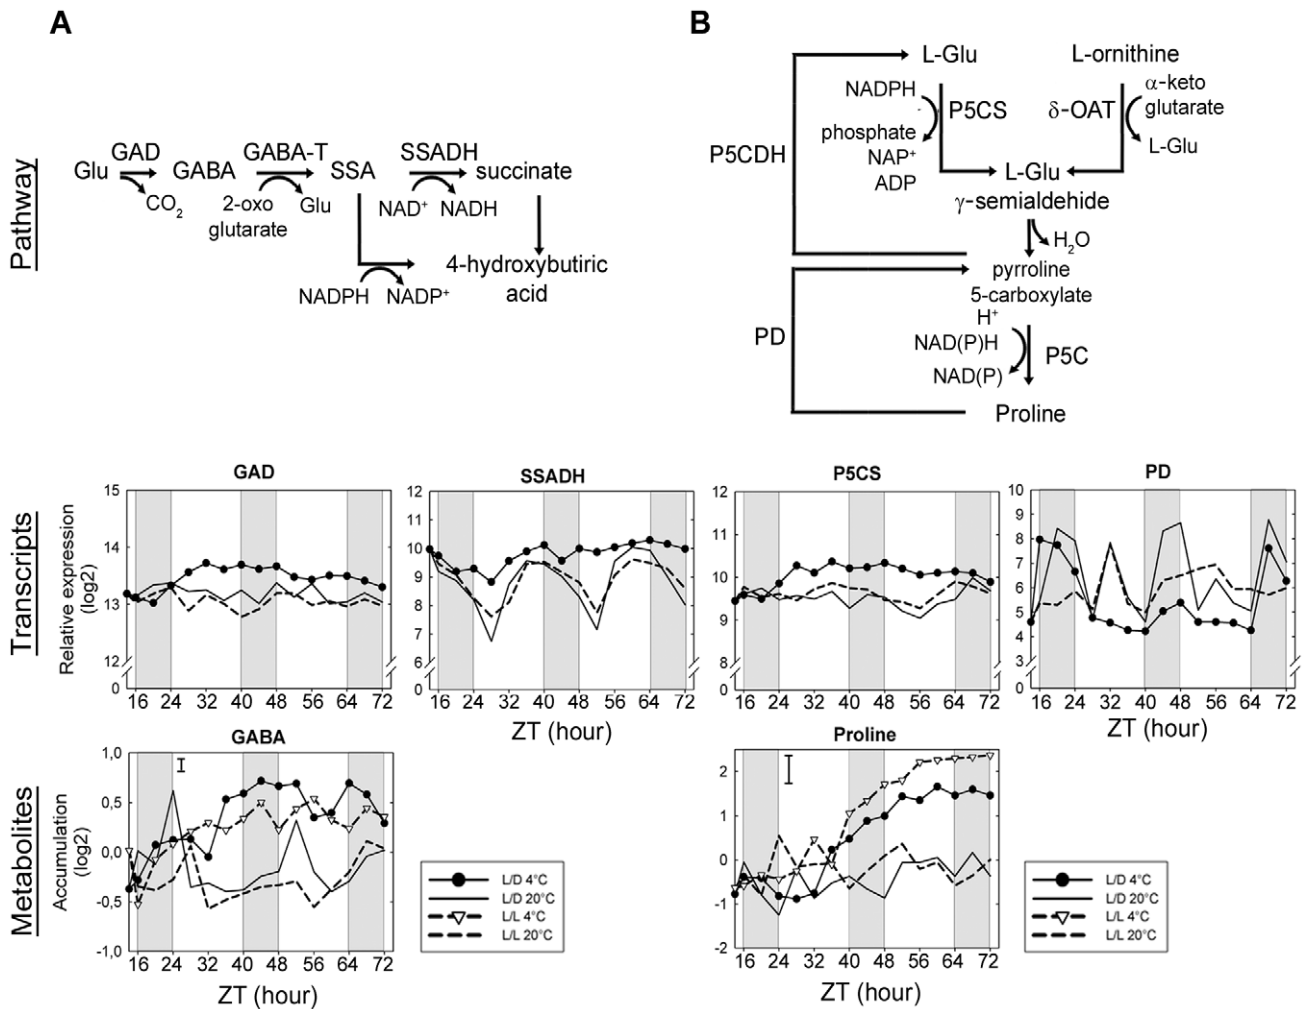 A
B
Pathway
Glu
GAD
CO2
GABA
GABA-T
2-oxo
glutarate
Glu
SSA
SSADH
NAD+
NADH
succinate
NADPH
NADP+
4-hydroxybutiric
acid
L-Glu
L-ornithine
NADPH
P5CS
phosphate
NAP+
ADP
δ-OAT
α-keto
glutarate
L-Glu
P5CDH
L-Glu
γ-semialdehyde
H2O
pyrroline
5-carboxylate
H+
NAD(P)H
NAD(P)
P5C
PD
Proline
Transcripts
Relative expression
(log2)
GAD
15
14
13
12
0
16 24 32 40 48 56 64 72
SSADH
12
11
10
9
8
7
6
0
16 24 32 40 48 56 64 72
ZT (hour)
P5CS
12
11
10
9
8
0
16 24 32 40 48 56 64 72
PD
10
9
8
7
6
5
4
3
0
16 24 32 40 48 56 64 72
ZT (hour)
Metabolites
Accumulation
(log2)
GABA
1,0
0,5
0,0
-0,5
-1,0
16 24 32 40 48 56 64 72
ZT (hour)
L/D 4°C
L/D 20°C
L/L 4°C
L/L 20°C
Proline
2
1
0
-1
-2
16 24 32 40 48 56 64 72
ZT (hour)
L/D 4°C
L/D 20°C
L/L 4°C
L/L 20°C